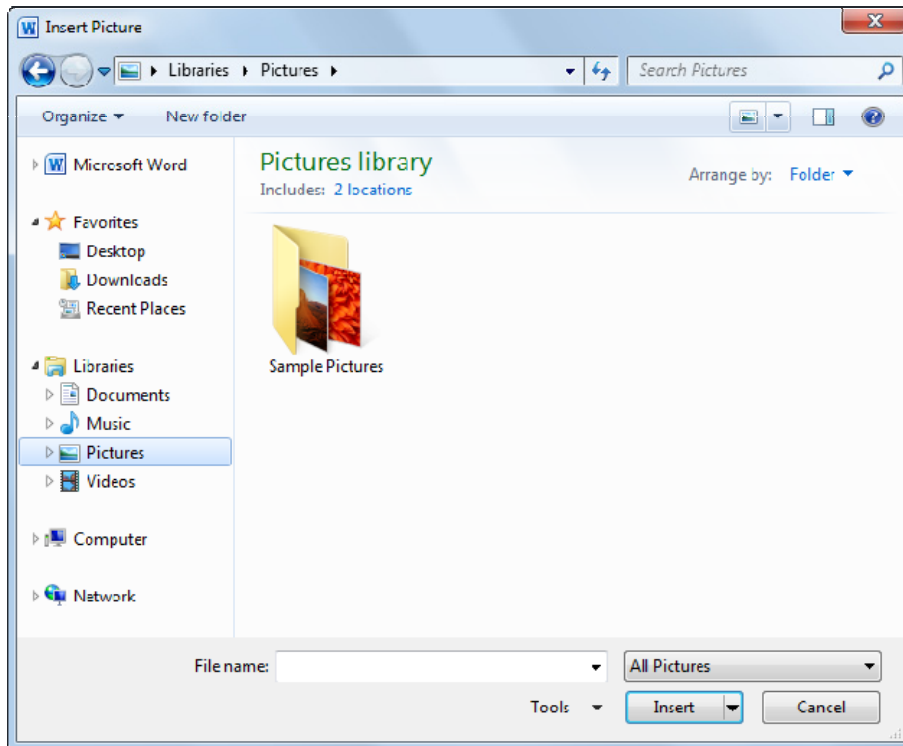 Insert Picture
Libraries Pictures
Search Pictures
Organize
New folder
Microsoft Word
Favorites
Desktop
Downloads
Recent Places
Libraries
Documents
Music
Pictures
Videos
Computer
Network
Pictures library
Includes: 2 locations
Arrange by: Folder
Sample Pictures
File name:
All Pictures
Tools
Insert
Cancel